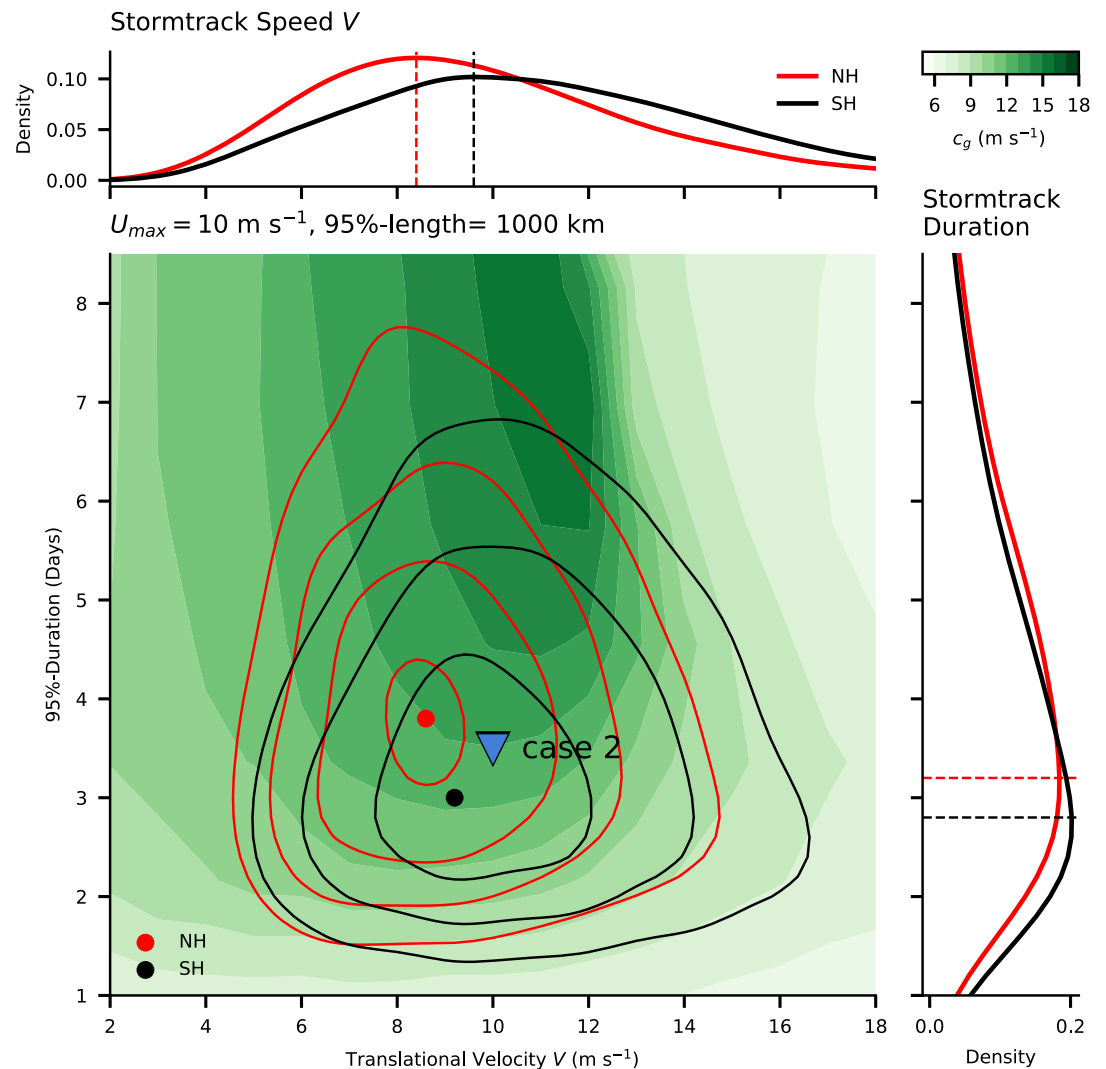 Stormtrack Speed V
Density
0.10
0.05
0.00
NH
SH
6 9 12 15 18
c_g (m s⁻¹)
U_max = 10 m s⁻¹, 95%-length= 1000 km
Stormtrack
Duration
95%-Duration (Days)
8
7
6
5
4
3
2
1
case 2
NH
SH
2 4 6 8 10 12 14 16 18
Translational Velocity V (m s⁻¹)
0.0 0.2
Density